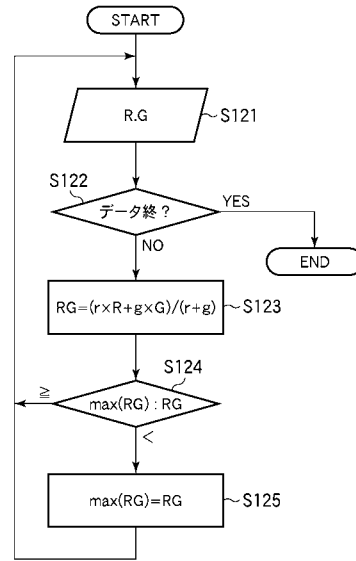 START
R.G
S121
S122
データ終？
YES
NO
END
RG=(r×R+g×G)/(r+g)
S123
S124
≧
max(RG) : RG
<
max(RG)=RG
S125